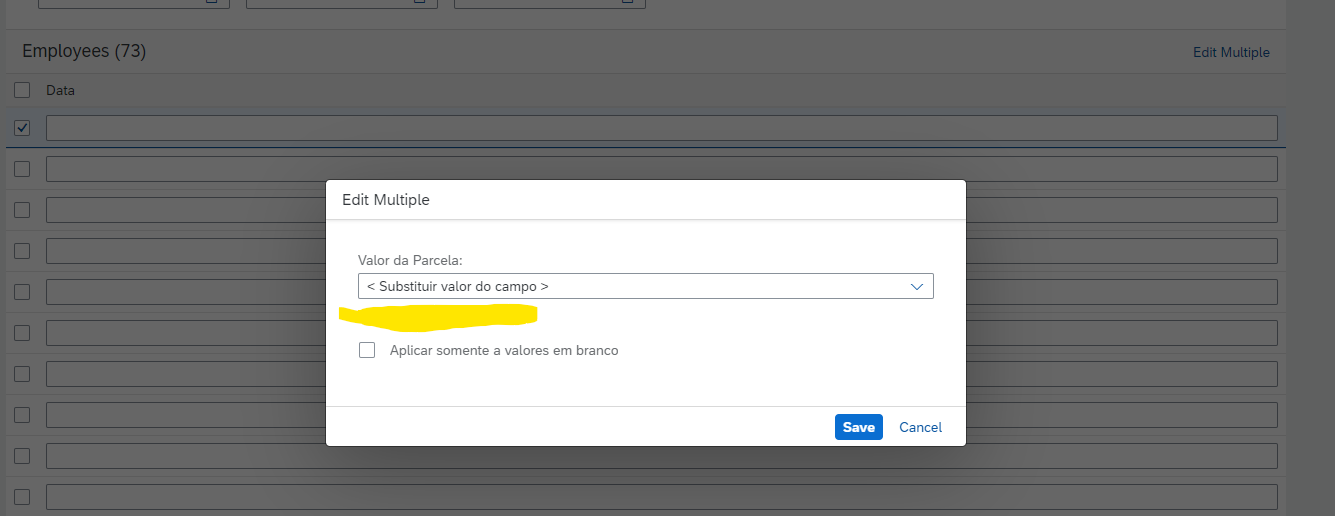 Employees (73)
Edit Multiple
Data
Edit Multiple
Valor da Parcela:
< Substituir valor do campo >
Aplicar somente a valores em branco
Save
Cancel